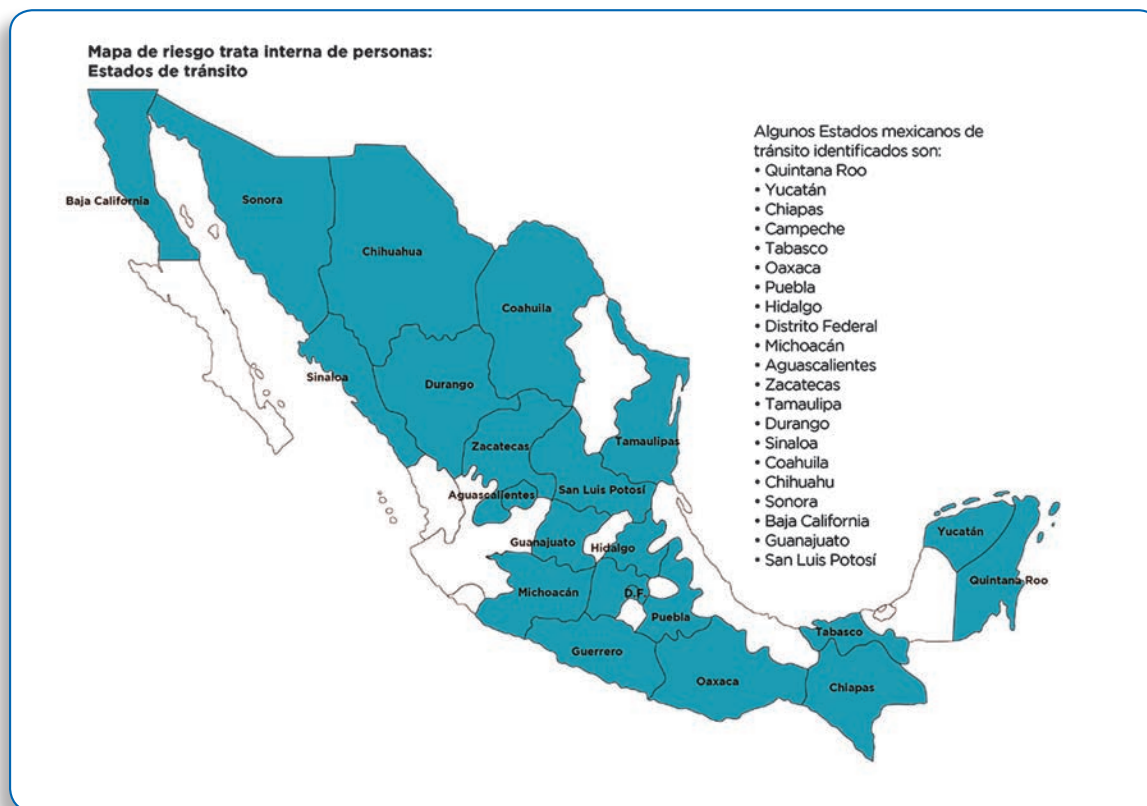 Mapa de riesgo trata interna de personas:
Estados de tránsito
Algunos Estados mexicanos de
tránsito identificados son:
• Quintana Roo
• Yucatán
• Chiapas
• Campeche
• Tabasco
• Oaxaca
• Puebla
• Hidalgo
• Distrito Federal
• Michoacán
• Aguascalientes
• Zacatecas
• Tamaulipa
• Durango
• Sinaloa
• Coahuila
• Chihuahu
• Sonora
• Baja California
• Guanajuato
• San Luis Potosí
Baja California
Sonora
Chihuahua
Coahuila
Sinaloa
Durango
Zacatecas
Tamaulipas
Aguascalientes
San Luis Potosí
Guanajuato
Hidalgo
Yucatán
Quintana Roo
Michoacán
D.F.
Puebla
Tabasco
Guerrero
Oaxaca
Chiapas